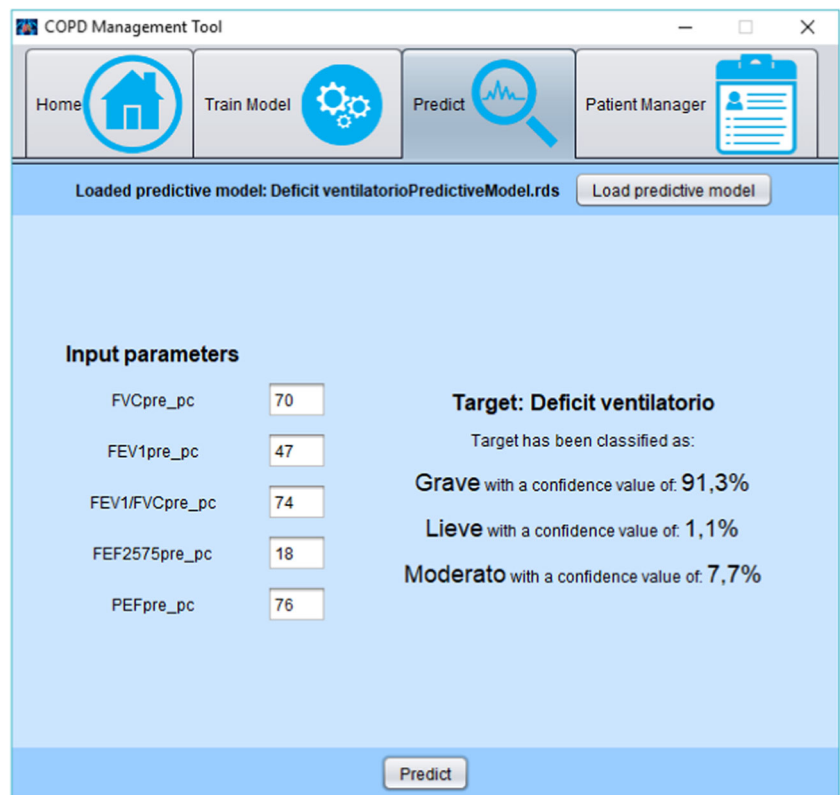 COPD Management Tool
Home
Train Model
Predict
Patient Manager
Loaded predictive model: Deficit ventilatorioPredictiveModel.rds
Load predictive model
Input parameters
FVCpre_pc 70
FEV1pre_pc 47
FEV1/FVCpre_pc 74
FEF2575pre_pc 18
PEFpre_pc 76
Target: Deficit ventilatorio
Target has been classified as:
Grave with a confidence value of: 91,3%
Lieve with a confidence value of: 1,1%
Moderato with a confidence value of: 7,7%
Predict